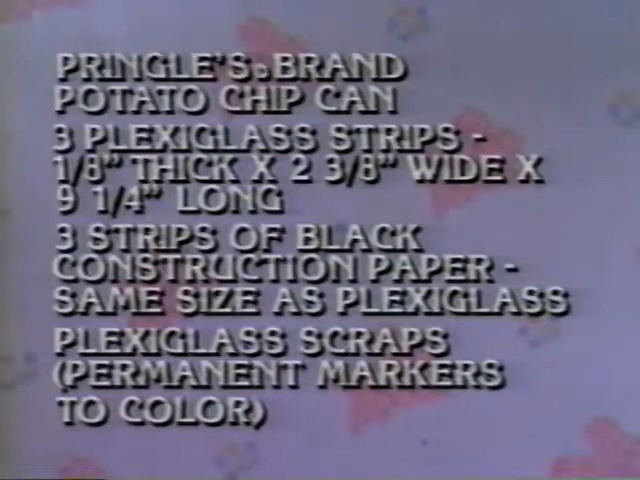 PRINGLE'S BRAND
POTATO CHIP CAN
3 PLEXIGLASS STRIPS -
1/8" THICK X 2 3/8" WIDE X
9 1/4" LONG
3 STRIPS OF BLACK
CONSTRUCTION PAPER -
SAME SIZE AS PLEXIGLASS
PLEXIGLASS SCRAPS
(PERMANENT MARKERS
TO COLOR)